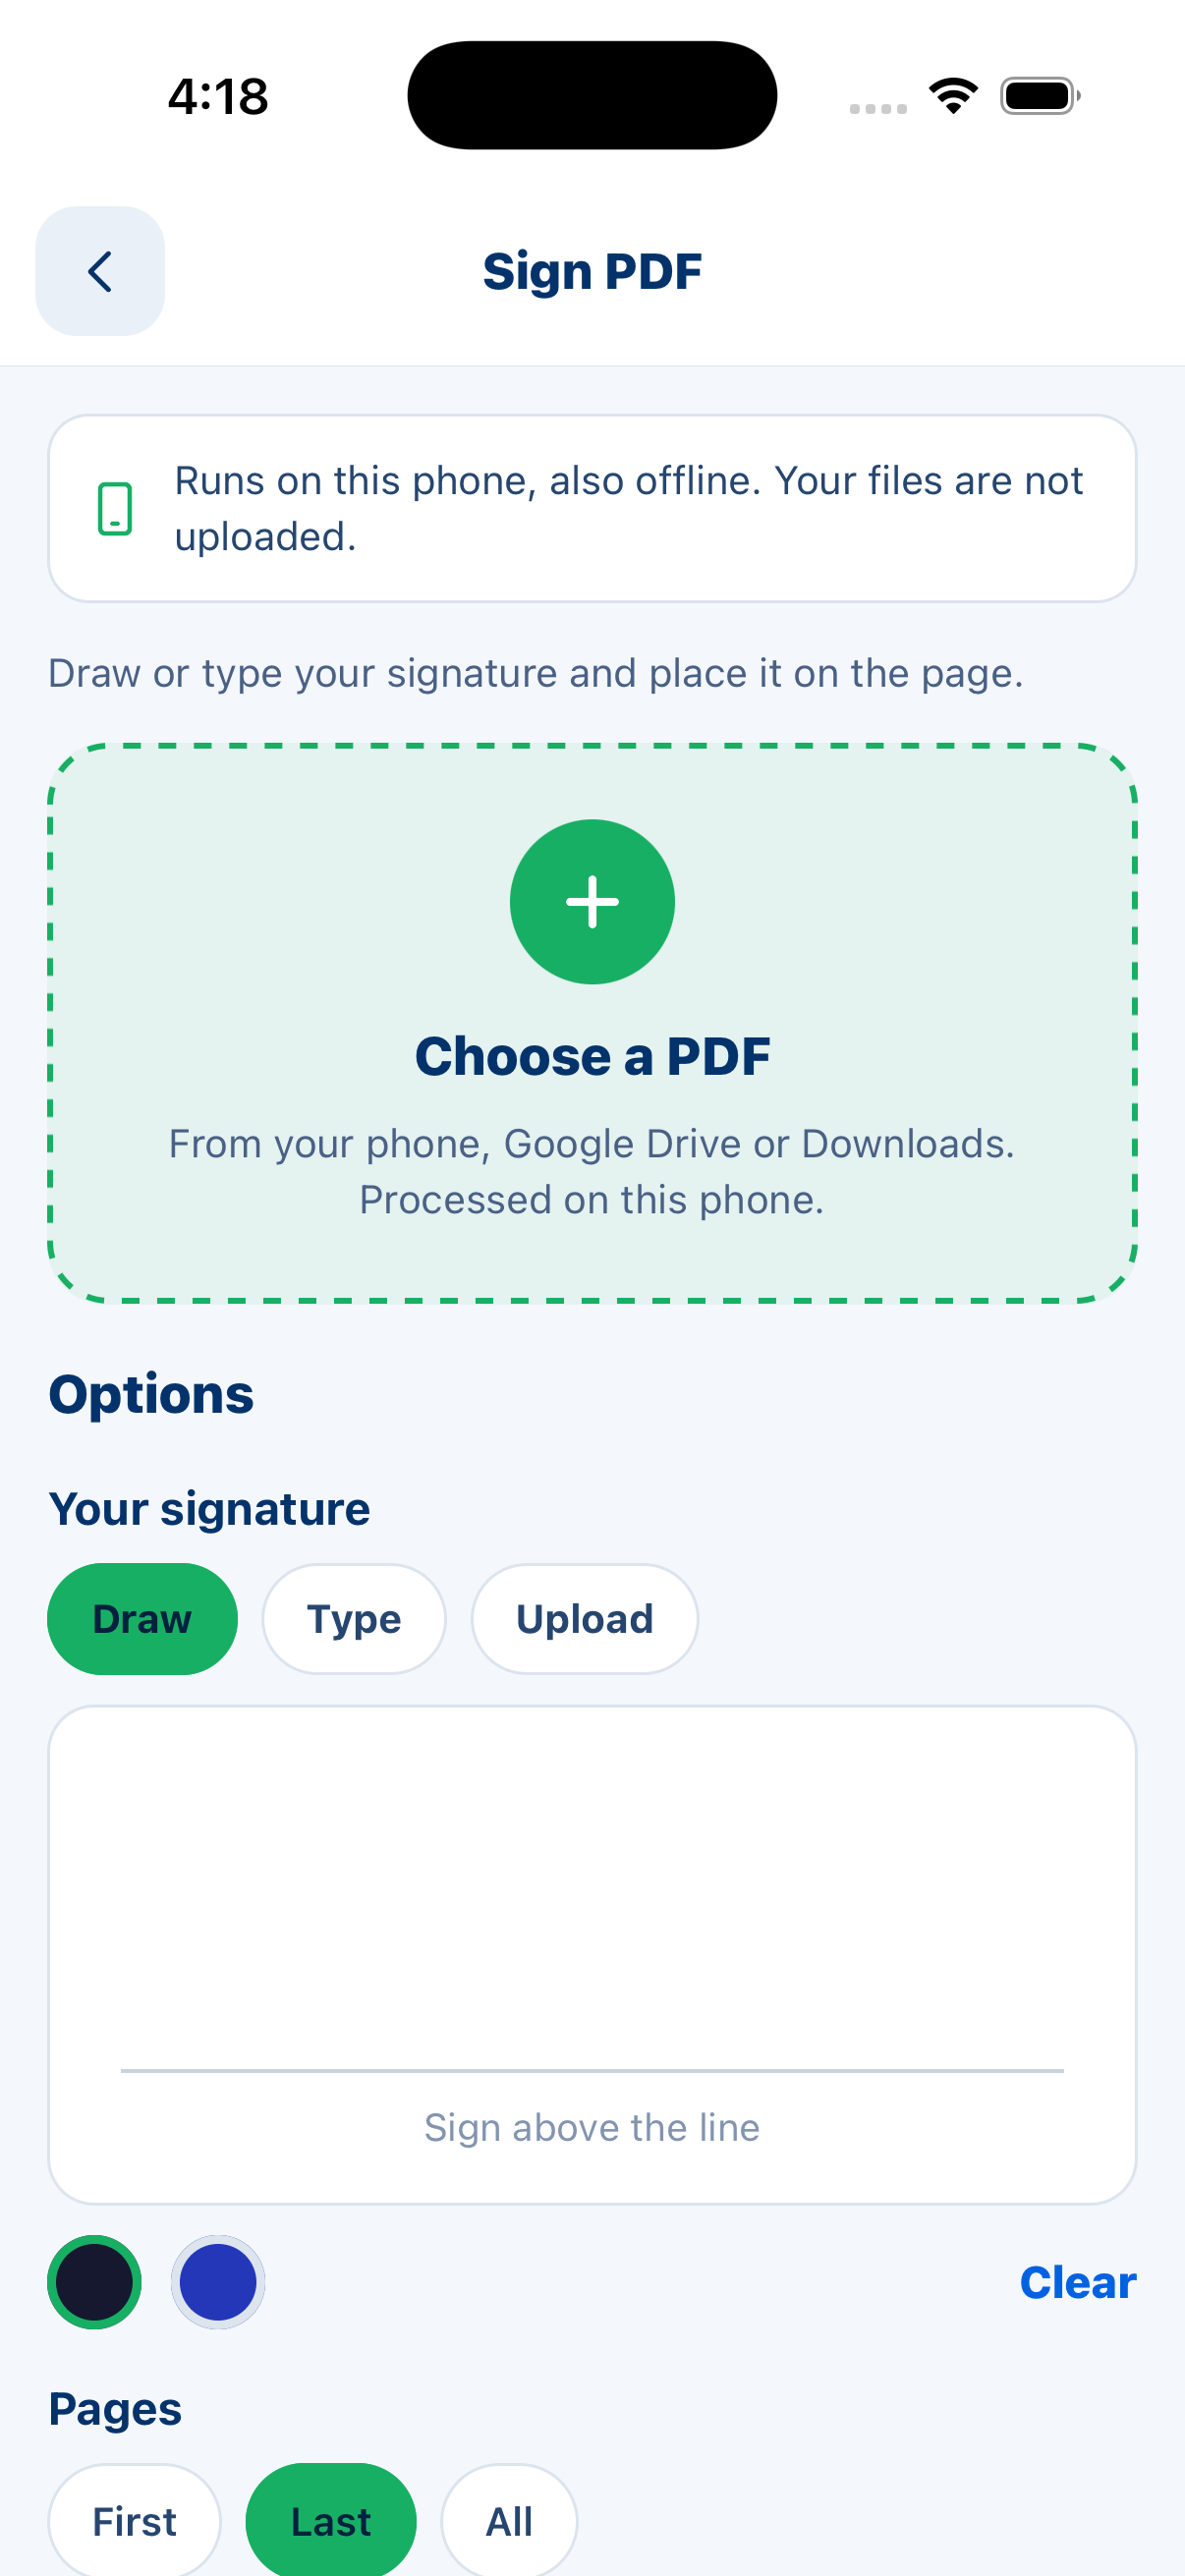 4:18
Sign PDF
Runs on this phone, also offline. Your files are not
uploaded.
Draw or type your signature and place it on the page.
Choose a PDF
From your phone, Google Drive or Downloads.
Processed on this phone.
Options
Your signature
Draw
Type
Upload
Sign above the line
Clear
Pages
First
Last
All